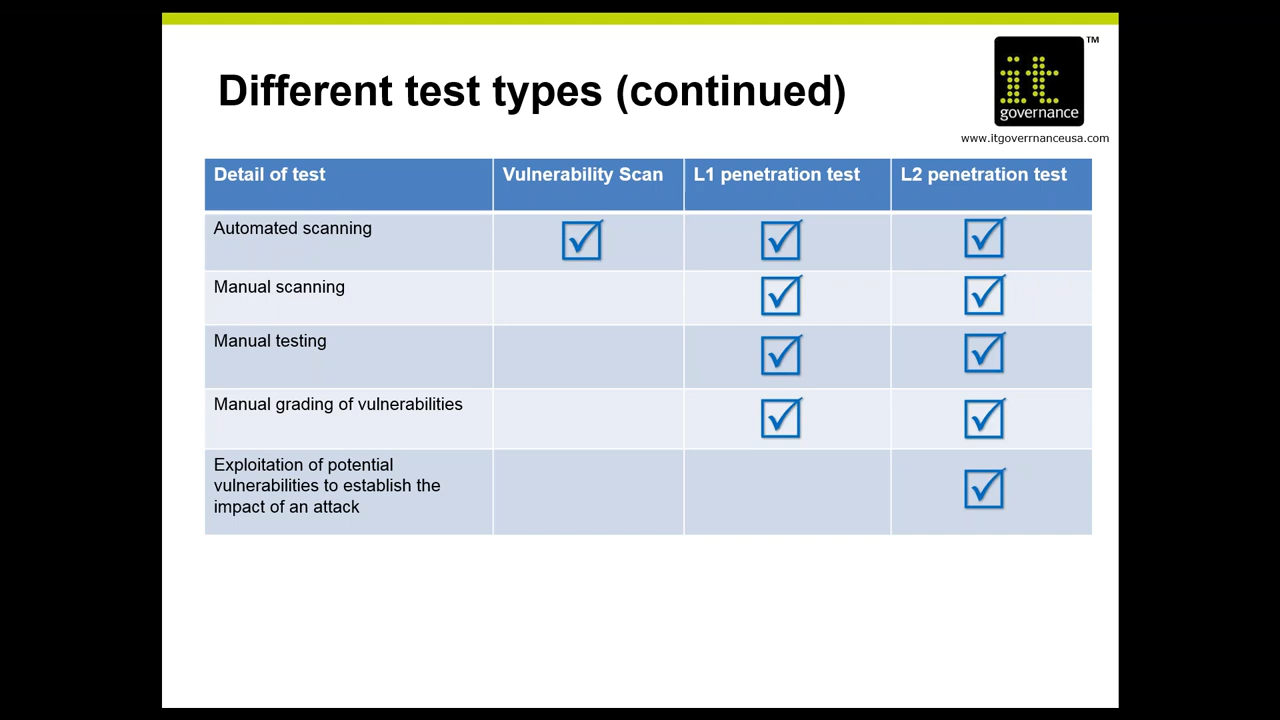 Different test types (continued)
it
governance
TM
www.itgoverrnanceusa.com
Detail of test
Vulnerability Scan
L1 penetration test
L2 penetration test
Automated scanning
Manual scanning
Manual testing
Manual grading of vulnerabilities
Exploitation of potential
vulnerabilities to establish the
impact of an attack